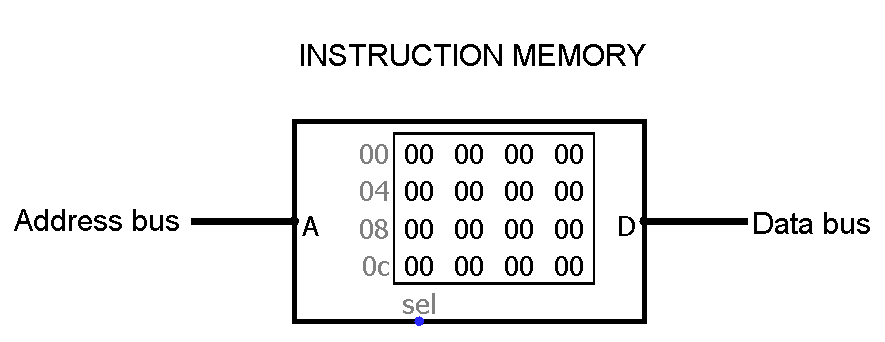 INSTRUCTION MEMORY
00 00 00 00 00
04 00 00 00 00
Address bus A D Data bus
08 00 00 00 00
0c 00 00 00 00
sel